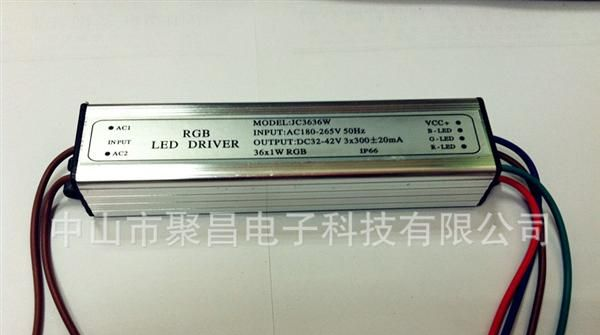 AC1
INPUT
AC2
RGB
LED DRIVER
MODEL:JC3636W
INPUT:AC180-265V 50Hz
OUTPUT:DC32-42V 3x300±20mA
36x1W RGB IP66
VCC+
B-LED
G-LED
R-LED
中山市聚昌电子科技有限公司